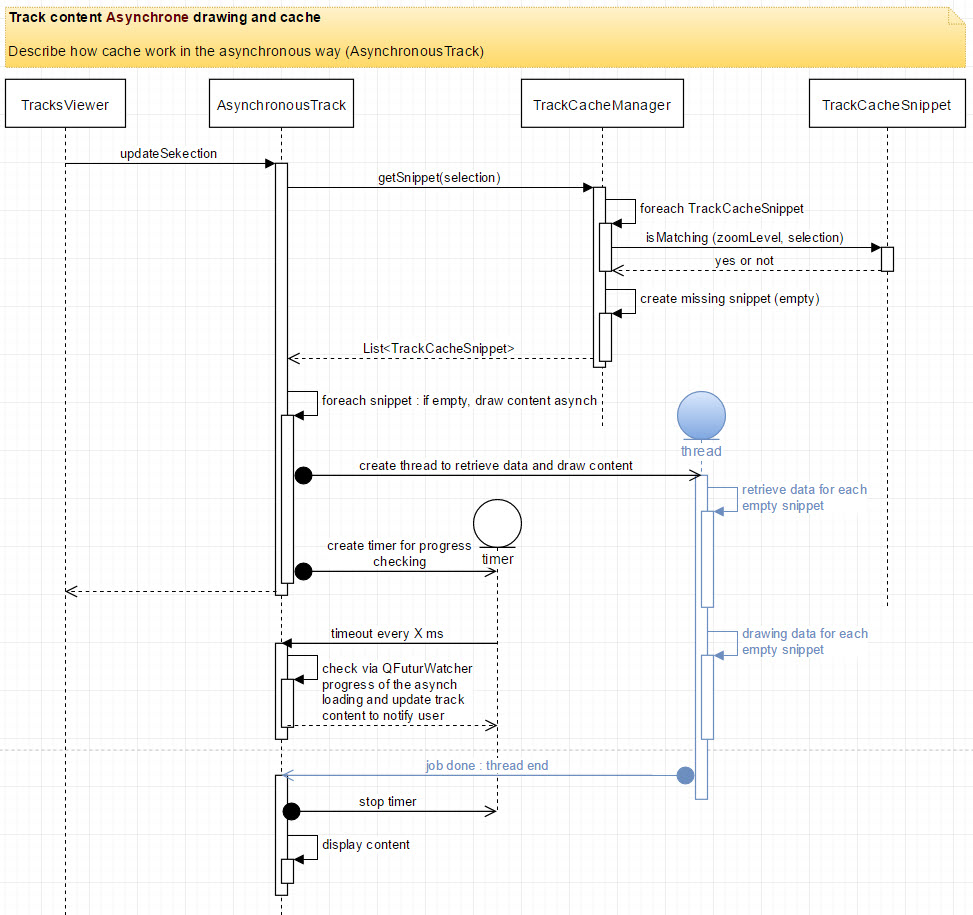 Track content Asynchrone drawing and cache
Describe how cache work in the asynchronous way (AsynchronousTrack)
TracksViewer
AsynchronousTrack
TrackCacheManager
TrackCacheSnippet
updateSekection
getSnippet(selection)
foreach TrackCacheSnippet
isMatching (zoomLevel, selection)
yes or not
create missing snippet (empty)
List<TrackCacheSnippet>
foreach snippet : if empty, draw content asynch
thread
create thread to retrieve data and draw content
retrieve data for each
empty snippet
create timer for progress
checking
timer
timeout every X ms
drawing data for each
empty snippet
check via QFuturWatcher
progress of the asynch
loading and update track
content to notify user
job done : thread end
stop timer
display content